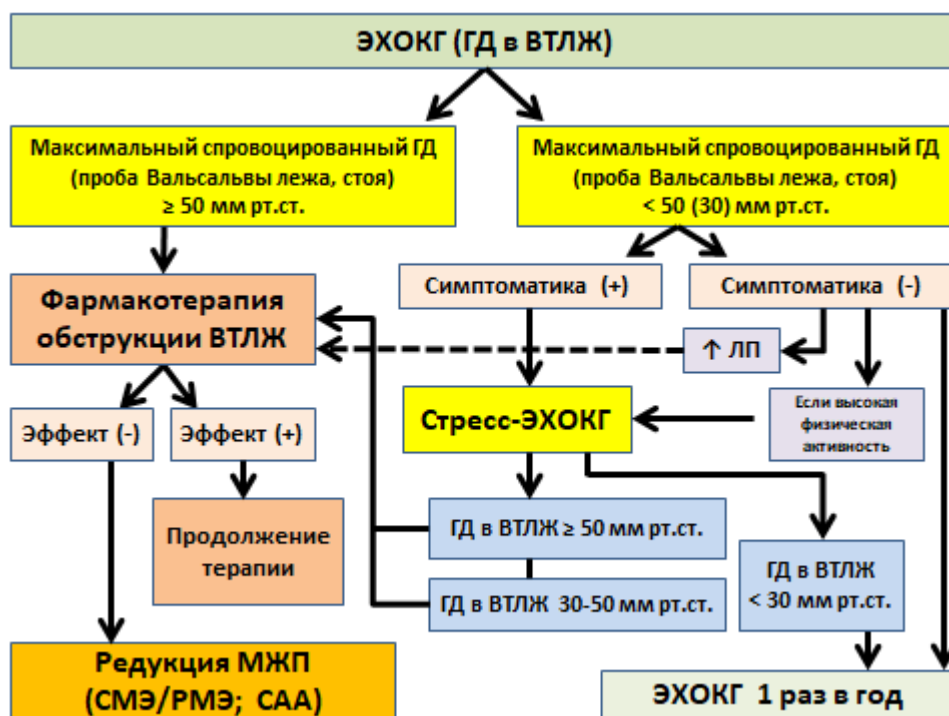 ЭХОКГ (ГД в ВТЛЖ)
Максимальный спровоцированный ГД
(проба Вальсальвы лежа, стоя)
≥ 50 мм рт.ст.
Максимальный спровоцированный ГД
(проба Вальсальвы лежа, стоя)
< 50 (30) мм рт.ст.
Фармакотерапия
обструкции ВТЛЖ
Симптоматика (+)
Симптоматика (-)
↑ ЛП
Эффект (-)
Эффект (+)
Стресс-ЭХОКГ
Если высокая
физическая
активность
Продолжение
терапии
ГД в ВТЛЖ ≥ 50 мм рт.ст.
ГД в ВТЛЖ 30-50 мм рт.ст.
ГД в ВТЛЖ
< 30 мм рт.ст.
Редукция МЖП
(СМЭ/РМЭ; САА)
ЭХОКГ 1 раз в год